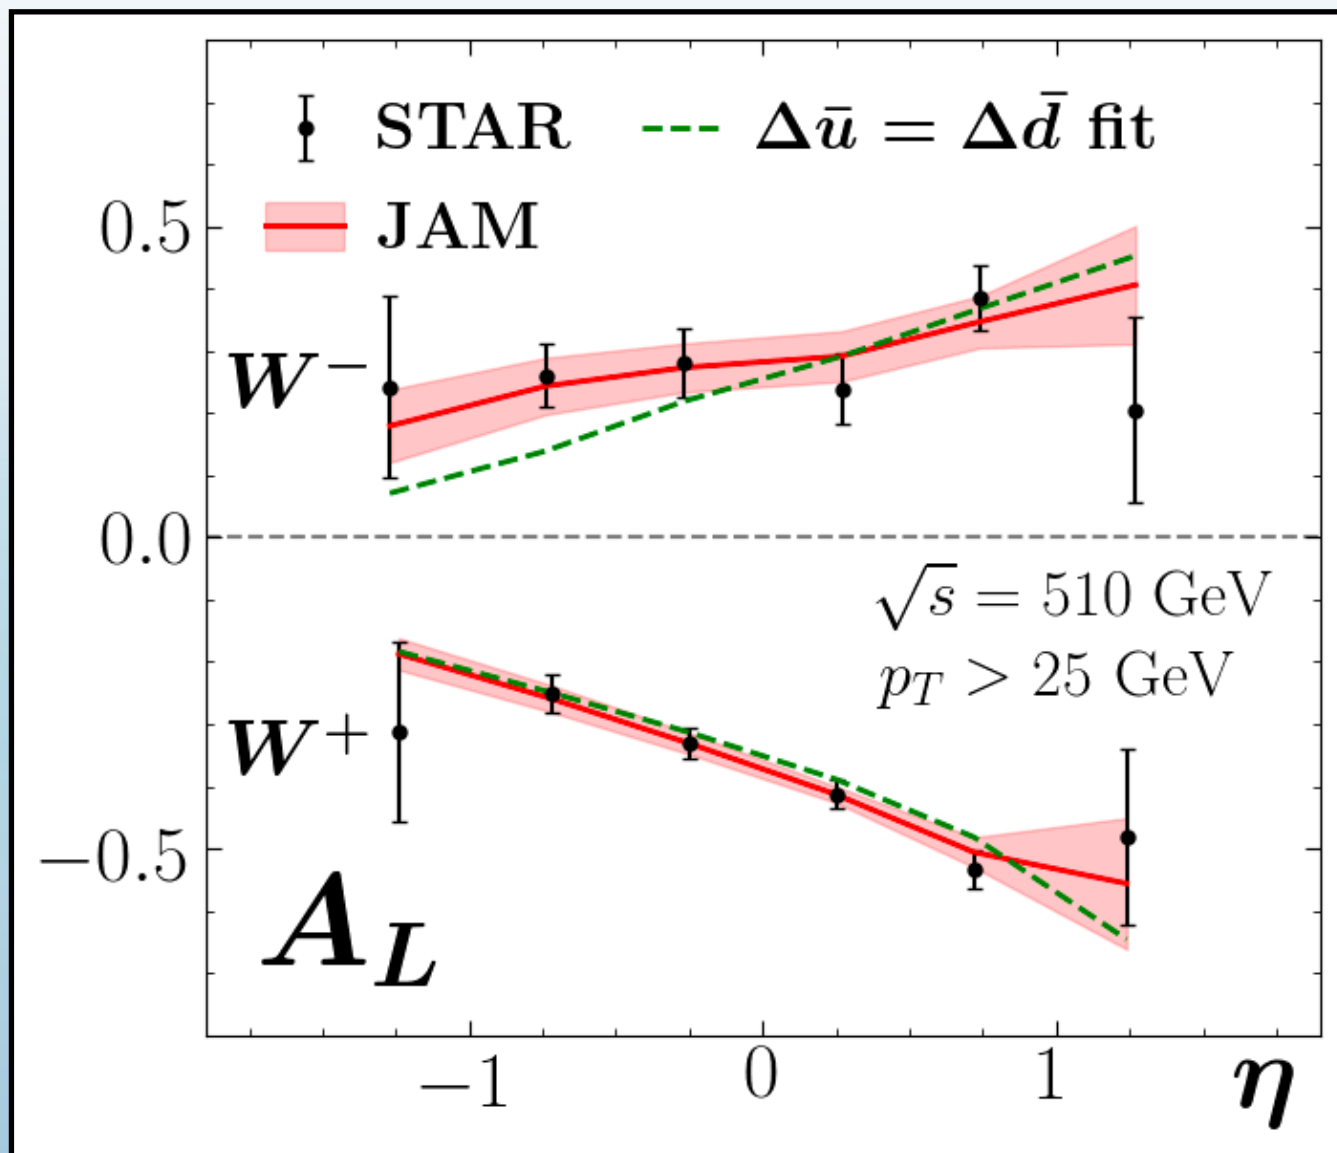 STAR Δū = Δd̄ fit
JAM
0.5
W⁻
0.0
√s = 510 GeV
p_T > 25 GeV
W⁺
−0.5
A_L
−1 0 1 η